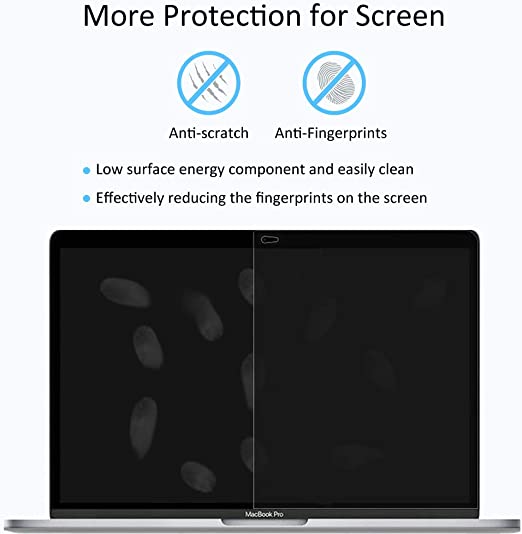 More Protection for Screen
Anti-scratch
Anti-Fingerprints
Low surface energy component and easily clean
Effectively reducing the fingerprints on the screen
MacBook Pro